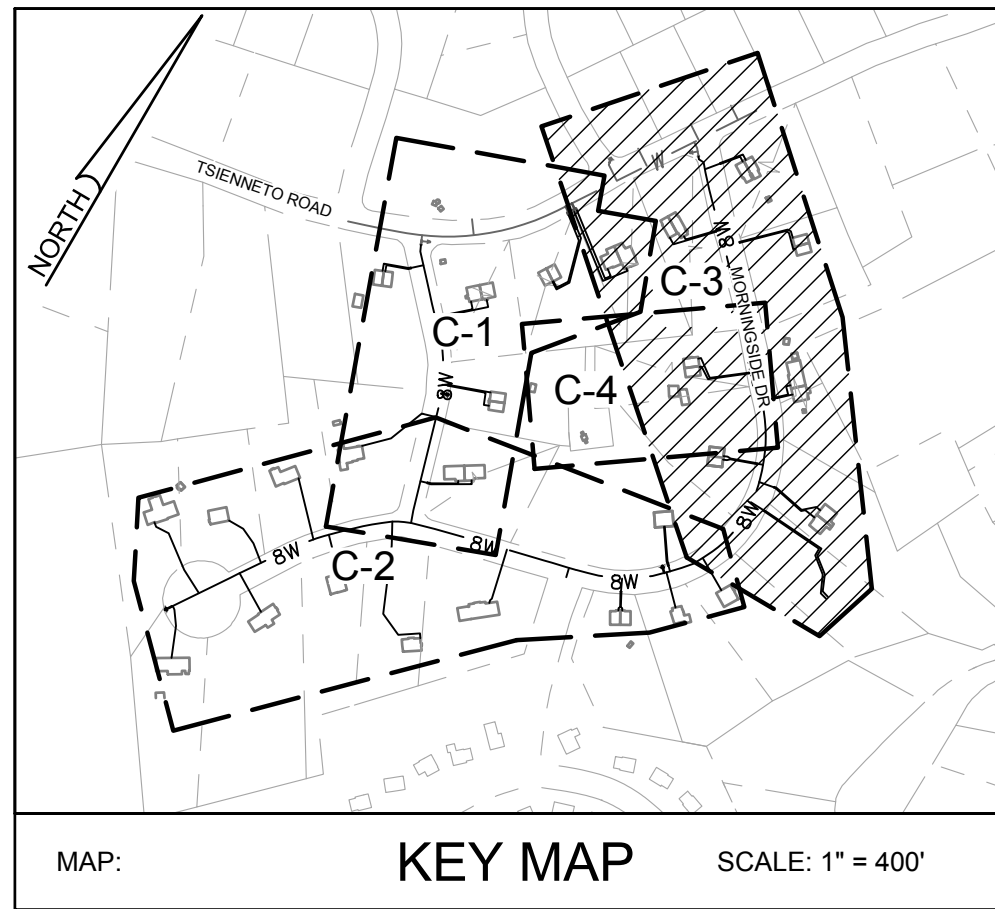 NORTH
TSIENNETO ROAD
W
8W
MORNINGSIDE DR
C-3
C-1
C-4
8W
8W
8W
C-2
8W
8W
MAP:
KEY MAP
SCALE: 1" = 400'